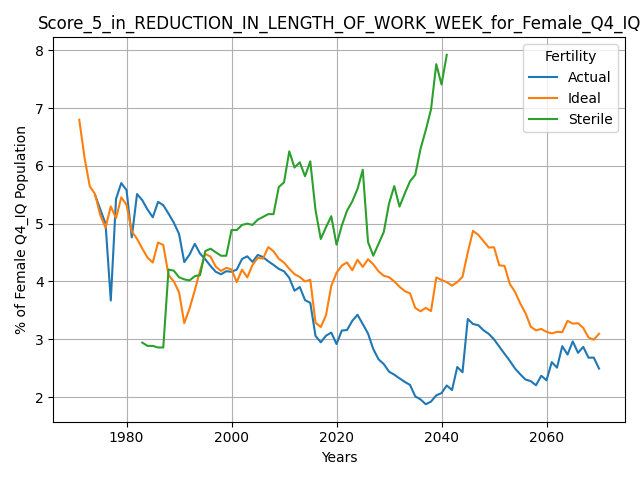 Score_5_in_REDUCTION_IN_LENGTH_OF_WORK_WEEK_for_Female_Q4_IQ
8
7
6
5
4
3
2
% of Female Q4_IQ Population
Fertility
Actual
Ideal
Sterile
1980 2000 2020 2040 2060
Years